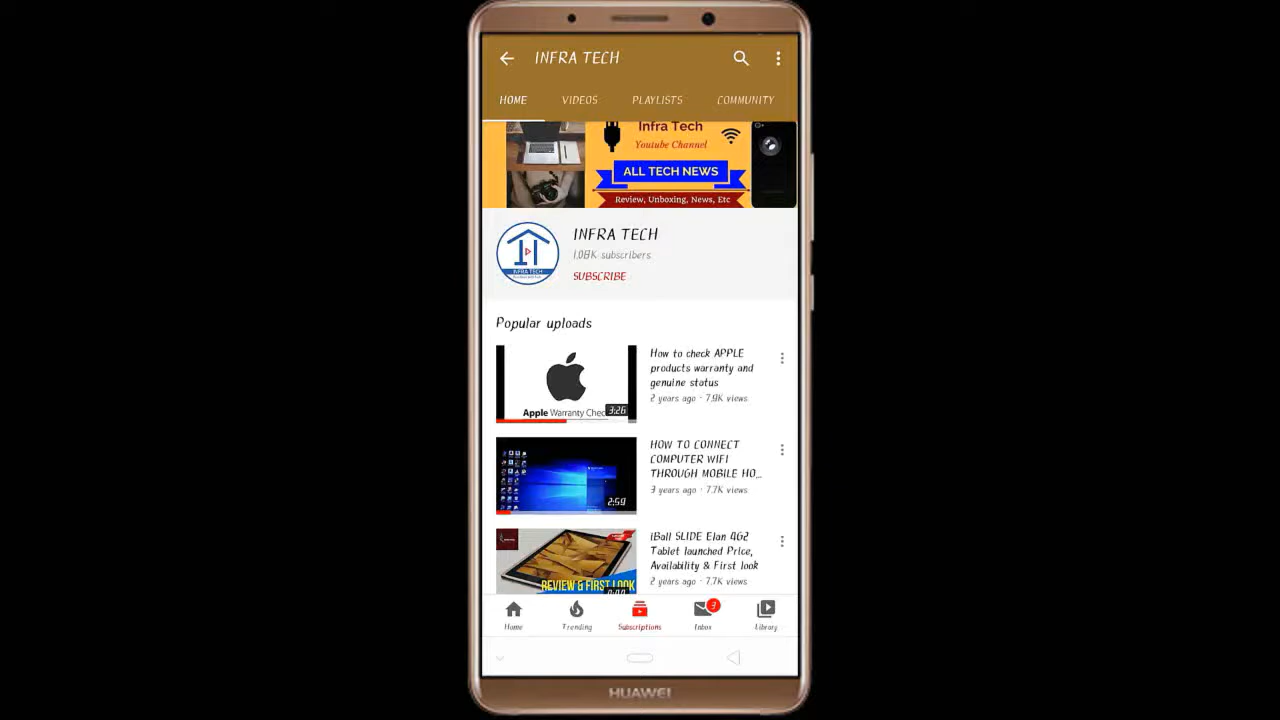 INFRA TECH
HOME VIDEOS PLAYLISTS COMMUNITY
Infra Tech
Youtube Channel
ALL TECH NEWS
Review, Unboxing, News, Etc
INFRA TECH
1.08K subscribers
SUBSCRIBE
INFRA TECH
Popular uploads
How to check APPLE
products warranty and
genuine status
2 years ago · 7.9K views
Apple Warranty Chec
3:26
HOW TO CONNECT
COMPUTER WIFI
THROUGH MOBILE HO...
3 years ago · 7.7K views
2:59
iBall SLIDE Elan 4G2
Tablet launched Price,
Availability & First look
2 years ago · 7.7K views
REVIEW & FIRST LOOK
3
Home Trending Subscriptions Inbox Library
HUAWEI